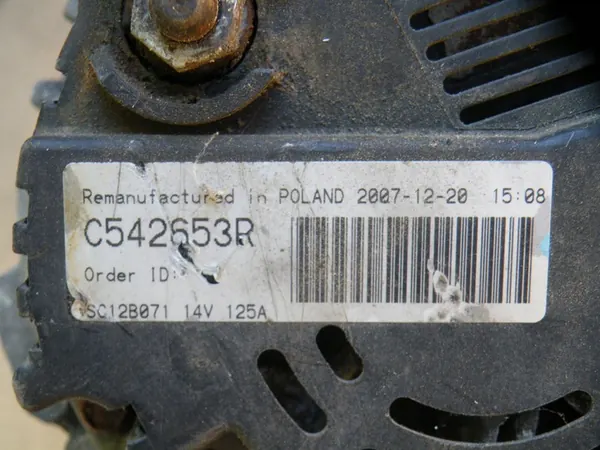 Remanufactured in POLAND 2007-12-20 15:08
C542653R
Order ID:
SC12B071 14V 125A